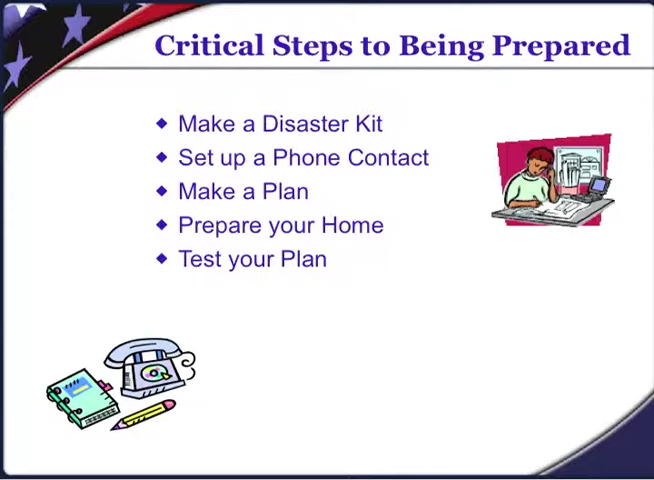 Critical Steps to Being Prepared
Make a Disaster Kit
Set up a Phone Contact
Make a Plan
Prepare your Home
Test your Plan